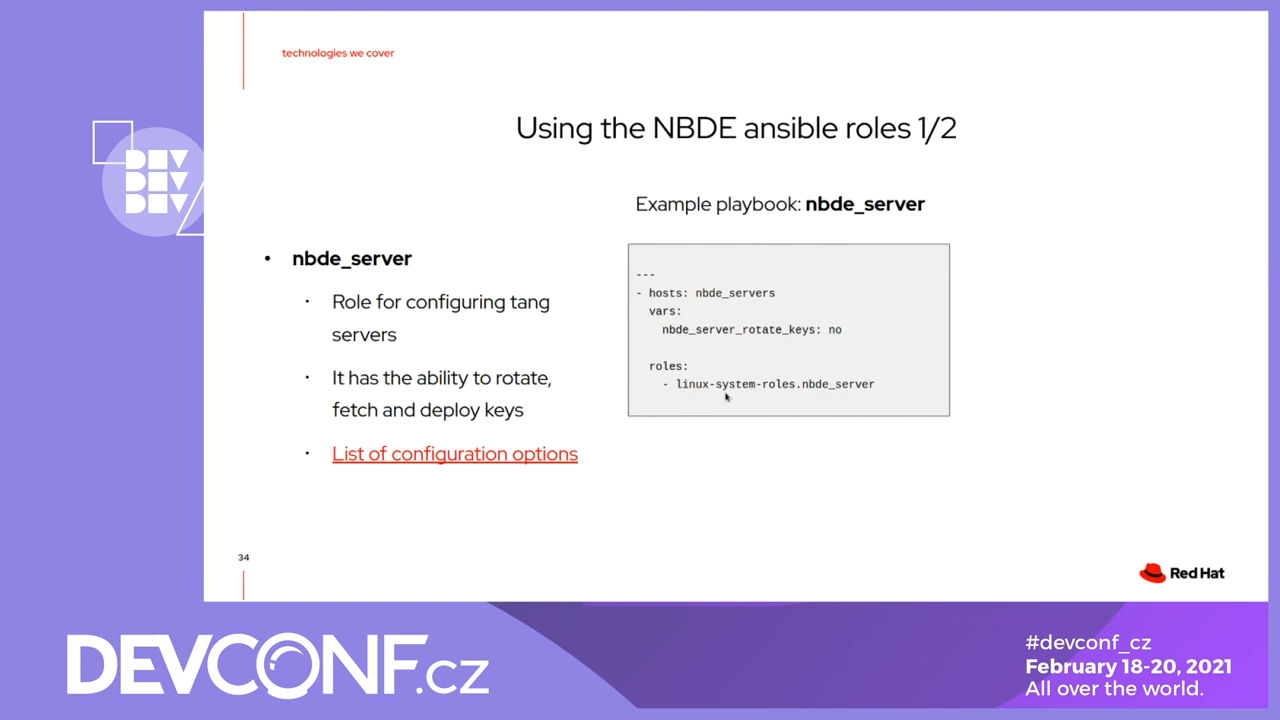 technologies we cover
Using the NBDE ansible roles 1/2
DEV
DEV
DEV
Example playbook: nbde_server
• nbde_server
· Role for configuring tang
servers
· It has the ability to rotate,
fetch and deploy keys
· List of configuration options
---
- hosts: nbde_servers
vars:
nbde_server_rotate_keys: no
roles:
- linux-system-roles.nbde_server
34
Red Hat
DEVCONF.cz
#devconf_cz
February 18-20, 2021
All over the world.